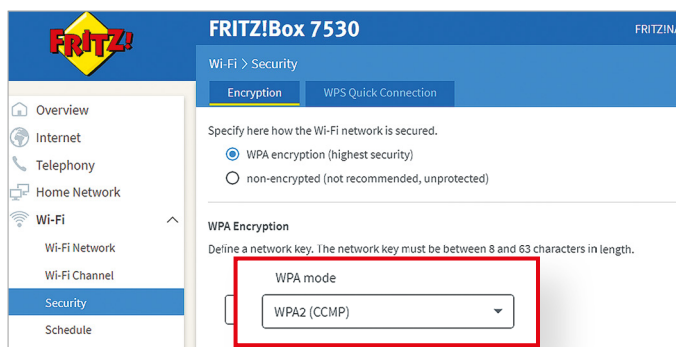 FRITZ!
FRITZ!Box 7530
FRITZ!NA
Wi-Fi > Security
Encryption
WPS Quick Connection
Overview
Internet
Telephony
Home Network
Wi-Fi
Wi-Fi Network
Wi-Fi Channel
Security
Schedule
Specify here how the Wi-Fi network is secured.
WPA encryption (highest security)
non-encrypted (not recommended, unprotected)
WPA Encryption
Define a network key. The network key must be between 8 and 63 characters in length.
WPA mode
WPA2 (CCMP)